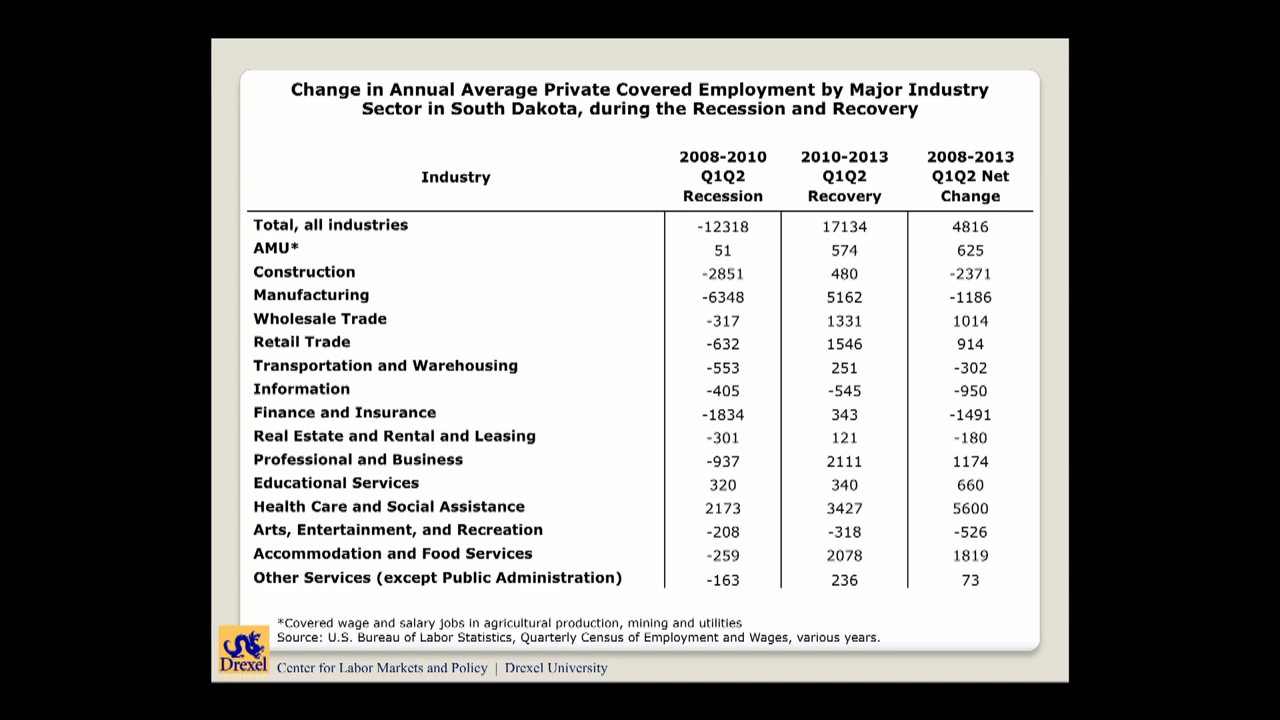 Change in Annual Average Private Covered Employment by Major Industry
Sector in South Dakota, during the Recession and Recovery
Industry
2008-2010 Q1Q2 Recession
2010-2013 Q1Q2 Recovery
2008-2013 Q1Q2 Net Change
Total, all industries -12318 17134 4816
AMU* 51 574 625
Construction -2851 480 -2371
Manufacturing -6348 5162 -1186
Wholesale Trade -317 1331 1014
Retail Trade -632 1546 914
Transportation and Warehousing -553 251 -302
Information -405 -545 -950
Finance and Insurance -1834 343 -1491
Real Estate and Rental and Leasing -301 121 -180
Professional and Business -937 2111 1174
Educational Services 320 340 660
Health Care and Social Assistance 2173 3427 5600
Arts, Entertainment, and Recreation -208 -318 -526
Accommodation and Food Services -259 2078 1819
Other Services (except Public Administration) -163 236 73
*Covered wage and salary jobs in agricultural production, mining and utilities
Source: U.S. Bureau of Labor Statistics, Quarterly Census of Employment and Wages, various years.
Drexel
Center for Labor Markets and Policy | Drexel University